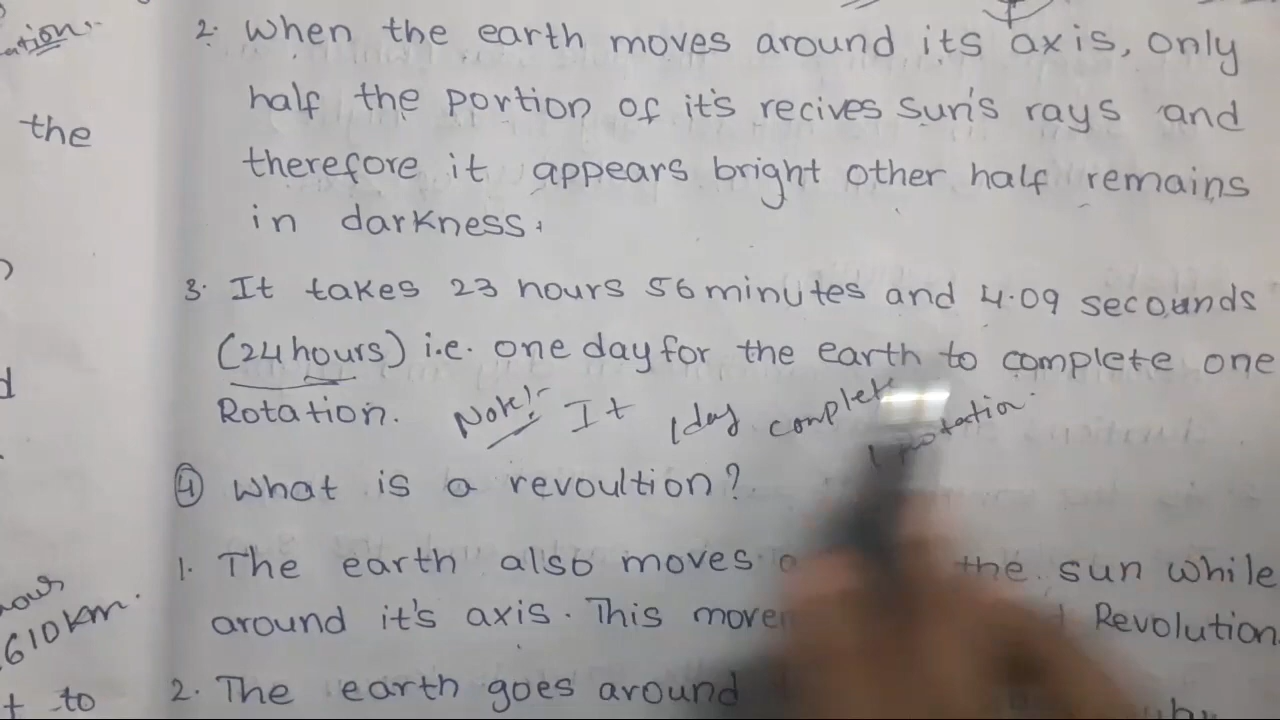 ation.
2. When the earth moves around its axis, only
half the portion of it's recives sun's rays and
the
therefore it appears bright other half remains
in darkness.
3. It takes 23 hours 56 minutes and 4.09 secounds
(24 hours) i.e. one day for the earth to complete one
Rotation. Note:- It 1 day complete
1 rotation.
④ What is a revoultion?
1. The earth also moves the sun while
around it's axis. This Revolution
610 km.
2. The earth goes around
t to